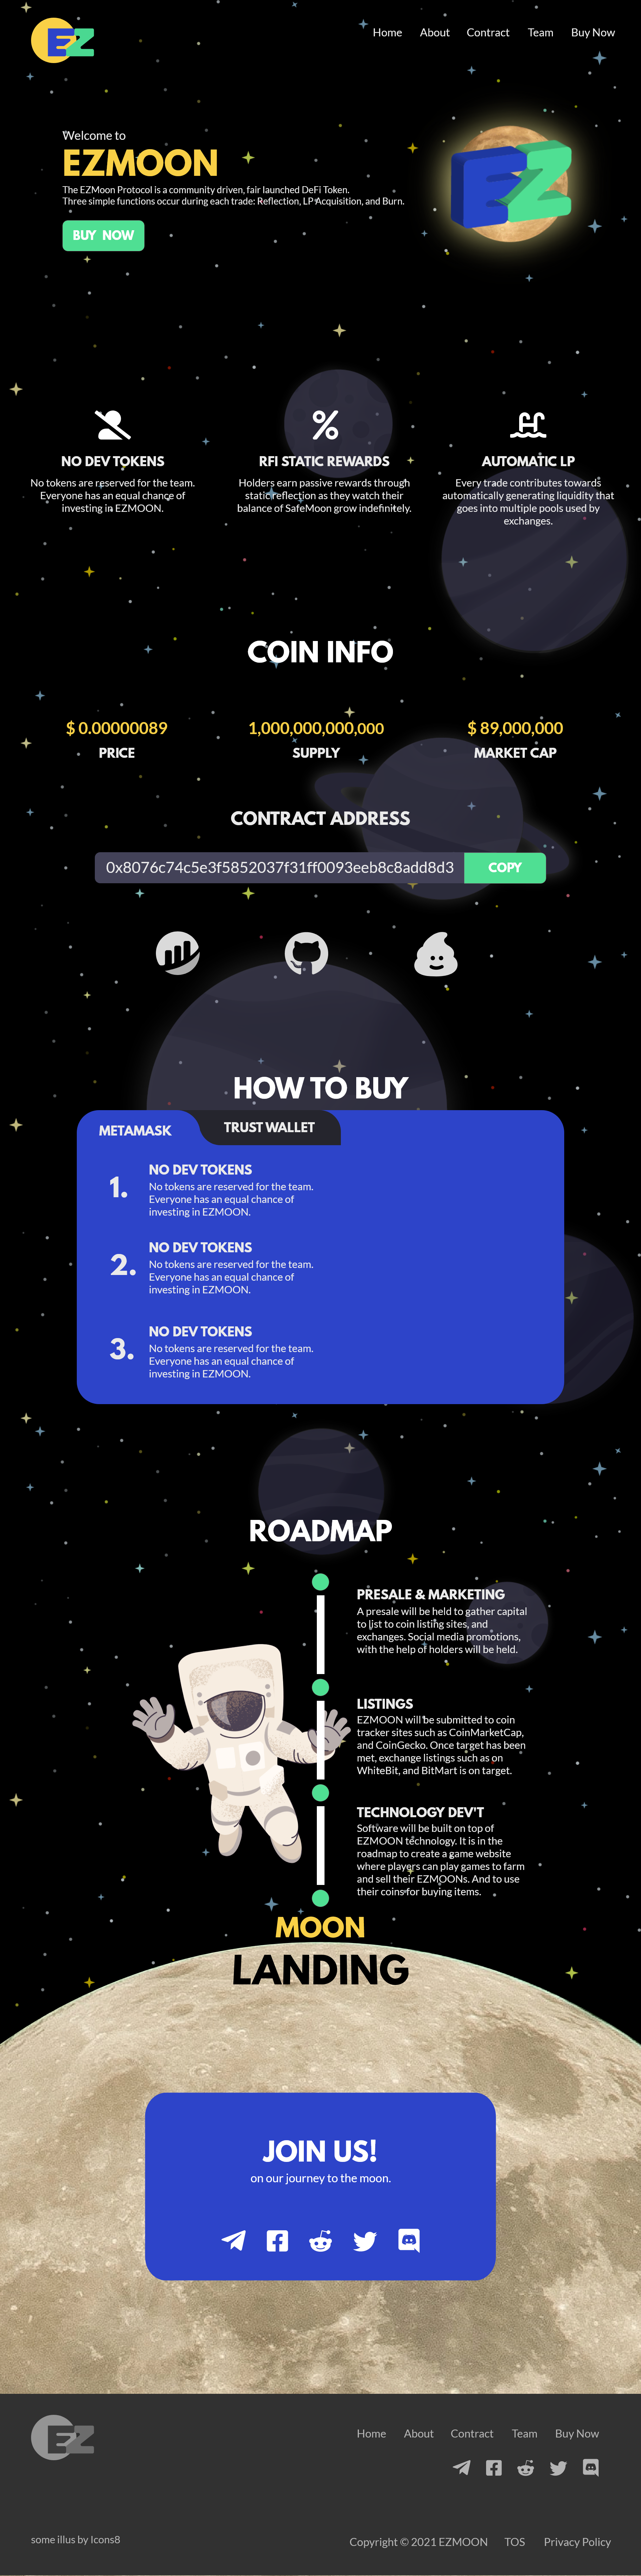 EZ
Home About Contract Team Buy Now
Welcome to
EZMOON
The EZMoon Protocol is a community driven, fair launched DeFi Token.
Three simple functions occur during each trade: Reflection, LP Acquisition, and Burn.
BUY NOW
EZ
NO DEV TOKENS
No tokens are reserved for the team.
Everyone has an equal chance of
investing in EZMOON.
RFI STATIC REWARDS
Holders earn passive rewards through
static reflection as they watch their
balance of SafeMoon grow indefinitely.
AUTOMATIC LP
Every trade contributes towards
automatically generating liquidity that
goes into multiple pools used by
exchanges.
COIN INFO
$ 0.00000089
PRICE
1,000,000,000,000
SUPPLY
$ 89,000,000
MARKET CAP
CONTRACT ADDRESS
0x8076c74c5e3f5852037f31ff0093eeb8c8add8d3 COPY
HOW TO BUY
METAMASK TRUST WALLET
1.
NO DEV TOKENS
No tokens are reserved for the team.
Everyone has an equal chance of
investing in EZMOON.
2.
NO DEV TOKENS
No tokens are reserved for the team.
Everyone has an equal chance of
investing in EZMOON.
3.
NO DEV TOKENS
No tokens are reserved for the team.
Everyone has an equal chance of
investing in EZMOON.
ROADMAP
PRESALE & MARKETING
A presale will be held to gather capital
to list to coin listing sites, and
exchanges. Social media promotions,
with the help of holders will be held.
LISTINGS
EZMOON will be submitted to coin
tracker sites such as CoinMarketCap,
and CoinGecko. Once target has been
met, exchange listings such as on
WhiteBit, and BitMart is on target.
TECHNOLOGY DEV'T
Software will be built on top of
EZMOON technology. It is in the
roadmap to create a game website
where players can play games to farm
and sell their EZMOONs. And to use
their coins for buying items.
MOON
LANDING
JOIN US!
on our journey to the moon.
EZ
Home About Contract Team Buy Now
some illus by Icons8
Copyright © 2021 EZMOON TOS Privacy Policy